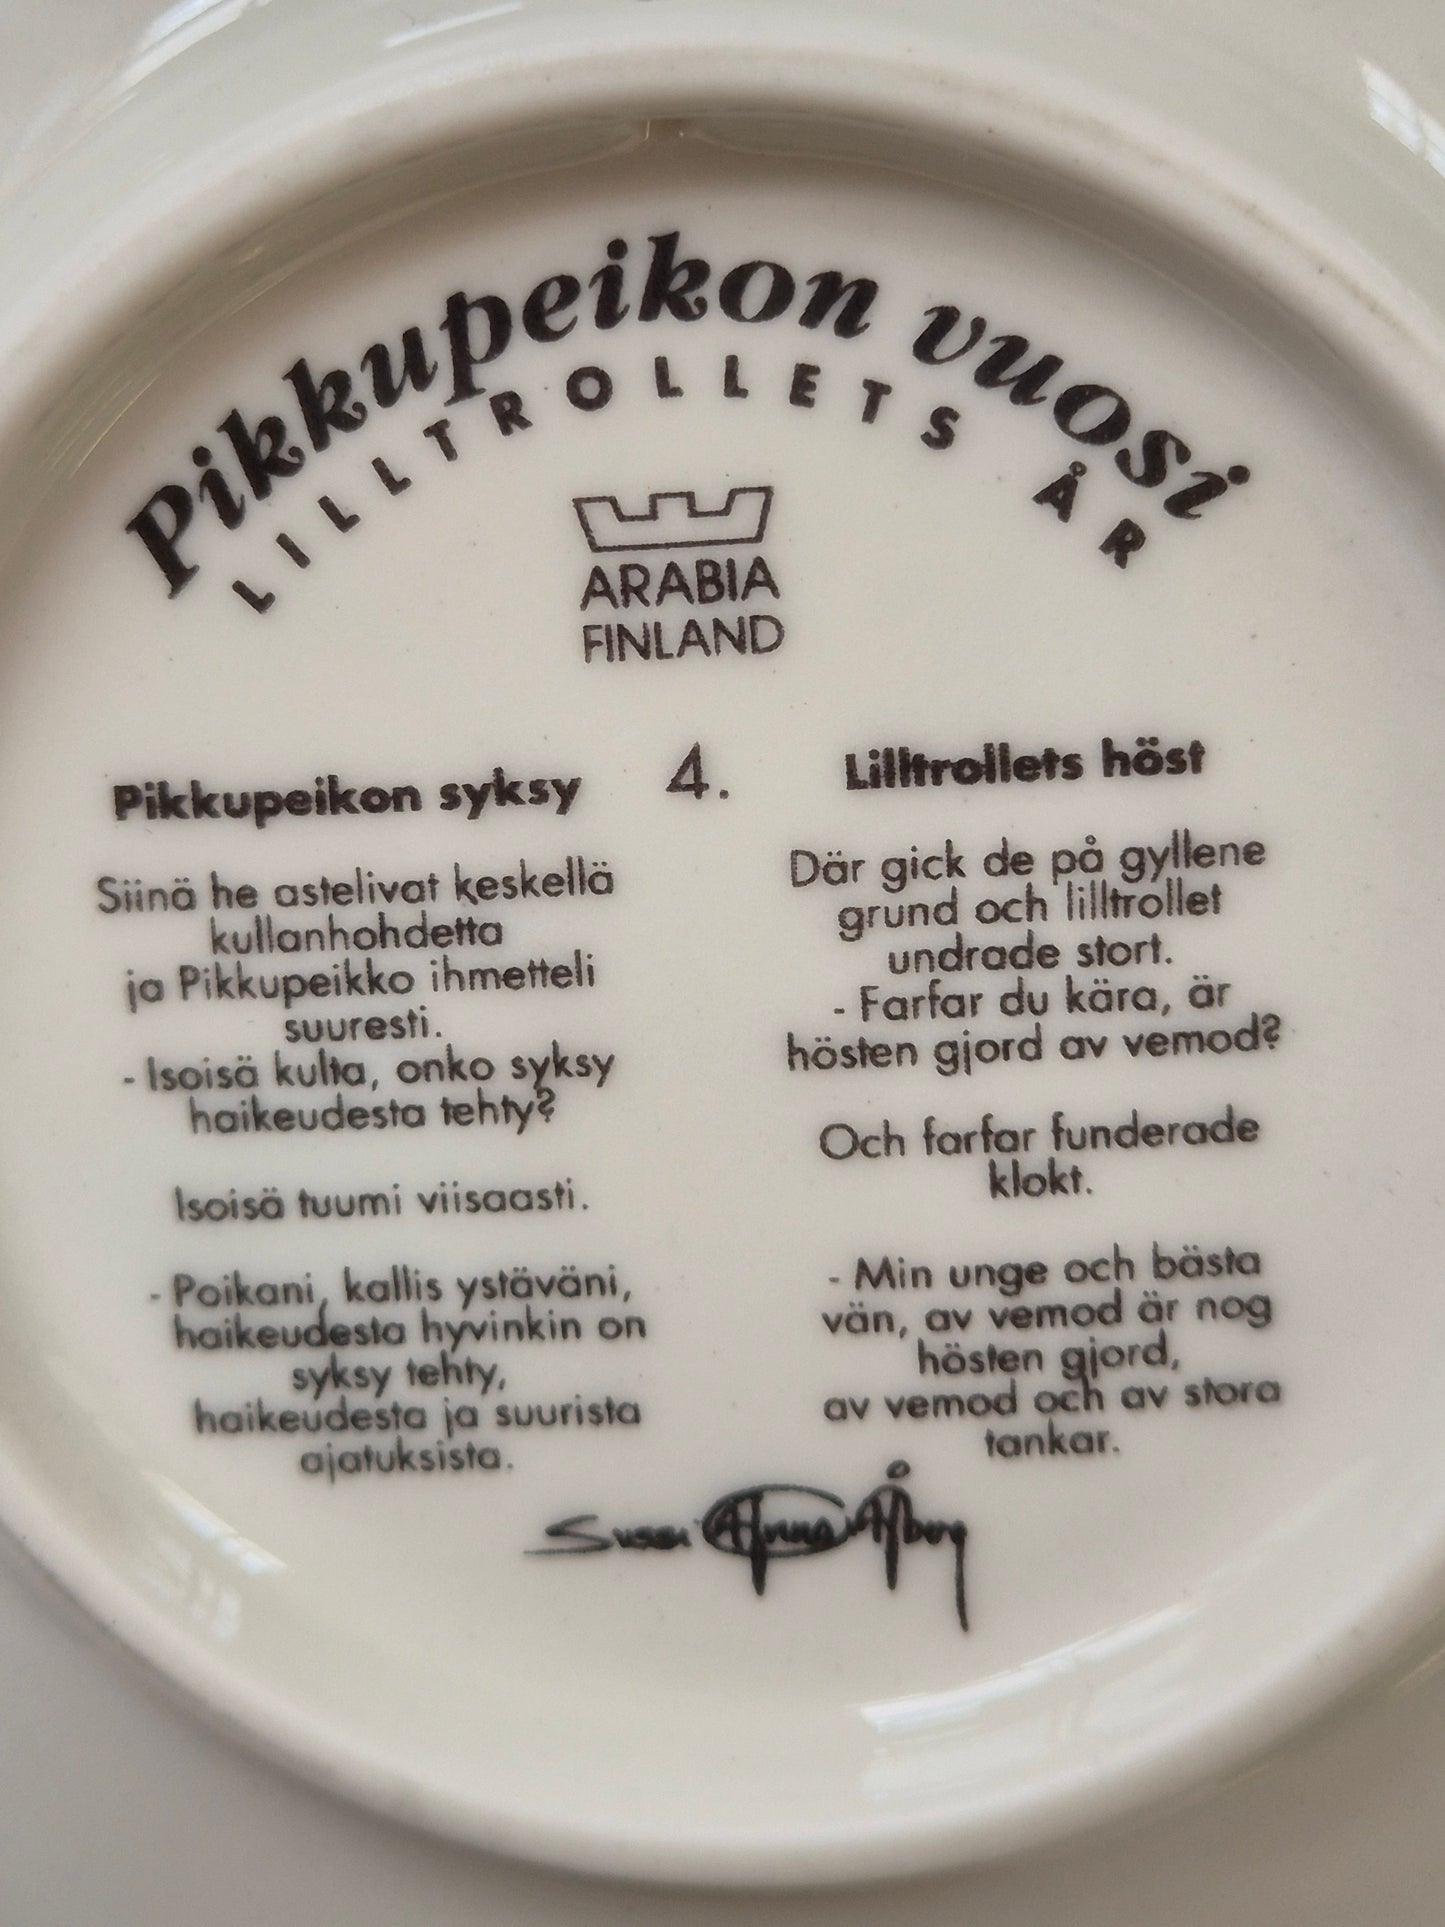 Pikkupeikon vuosi
LILLTROLLETS ÅR
ARABIA
FINLAND
4.
Pikkupeikon syksy
Siinä he astelivat keskellä
kullanhohdetta
ja Pikkupeikko ihmetteli
suuresti.
- Isoisä kulta, onko syksy
haikeudesta tehty?
Isoisä tuumi viisaasti.
- Poikani, kallis ystäväni,
haikeudesta hyvinkin on
syksy tehty,
haikeudesta ja suurista
ajatuksista.
Lilltrollets höst
Där gick de på gyllene
grund och lilltrollet
undrade stort.
- Farfar du kära, är
hösten gjord av vemod?
Och farfar funderade
klokt.
- Min unge och bästa
vän, av vemod är nog
hösten gjord,
av vemod och av stora
tankar.